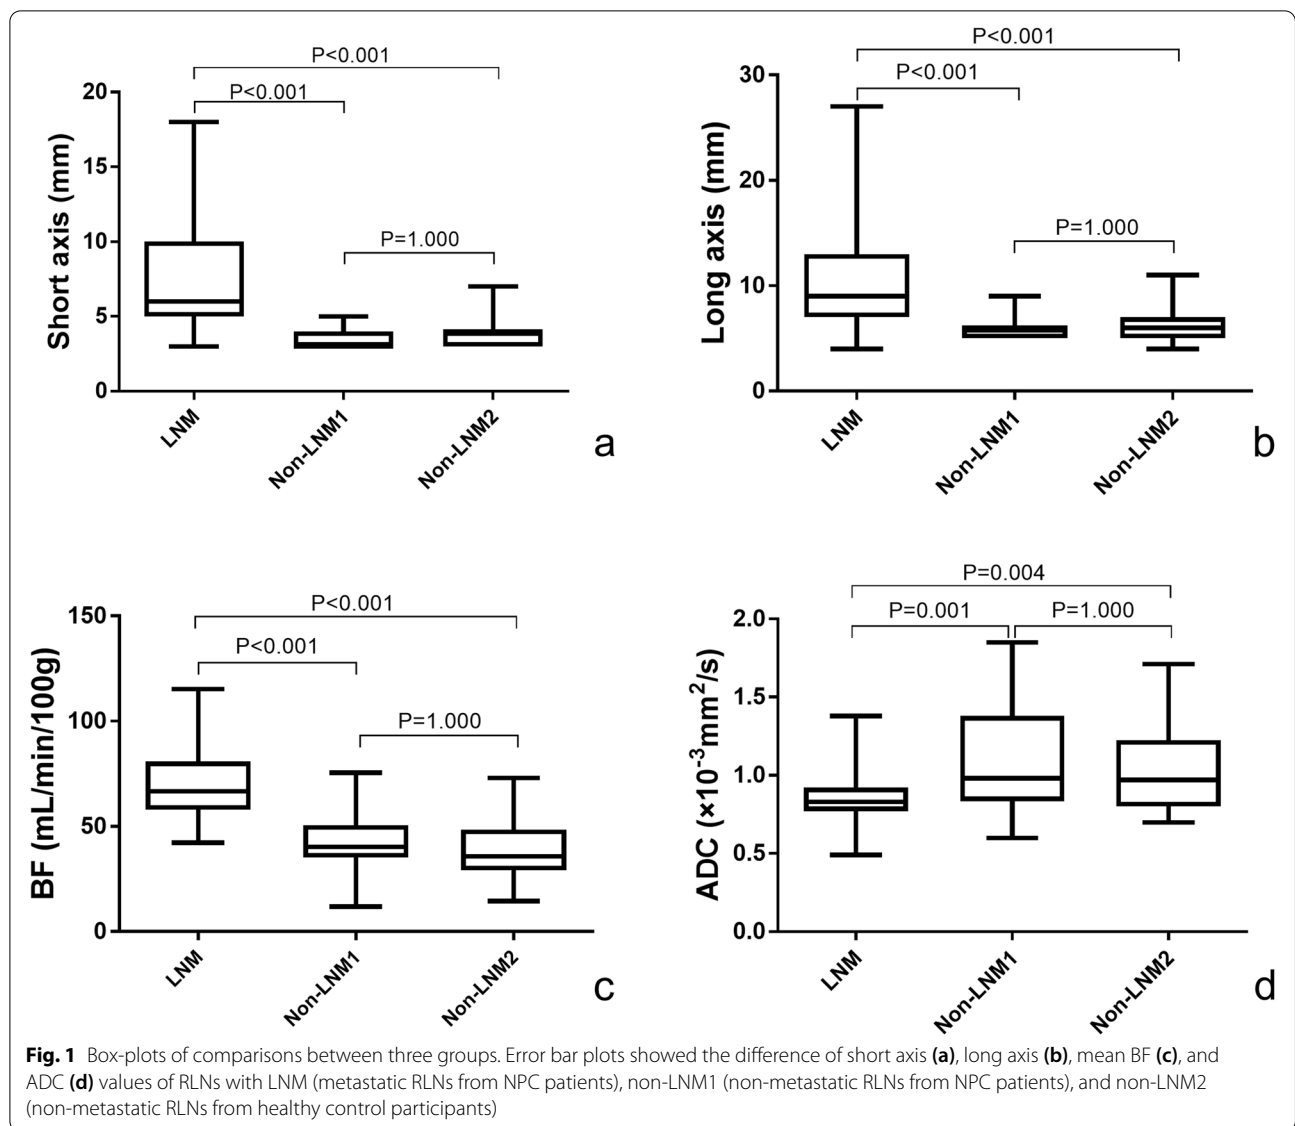 P<0.001
P<0.001
P=1.000
Short axis (mm)
20
15
10
5
0
LNM
Non-LNM1
Non-LNM2
a
P<0.001
P<0.001
P=1.000
Long axis (mm)
30
20
10
0
LNM
Non-LNM1
Non-LNM2
b
P<0.001
P<0.001
P=1.000
BF (mL/min/100g)
150
100
50
0
LNM
Non-LNM1
Non-LNM2
c
P=0.004
P=0.001
P=1.000
ADC (×10⁻³mm²/s)
2.0
1.5
1.0
0.5
0.0
LNM
Non-LNM1
Non-LNM2
d
Fig. 1 Box-plots of comparisons between three groups. Error bar plots showed the difference of short axis (a), long axis (b), mean BF (c), and
ADC (d) values of RLNs with LNM (metastatic RLNs from NPC patients), non-LNM1 (non-metastatic RLNs from NPC patients), and non-LNM2
(non-metastatic RLNs from healthy control participants)